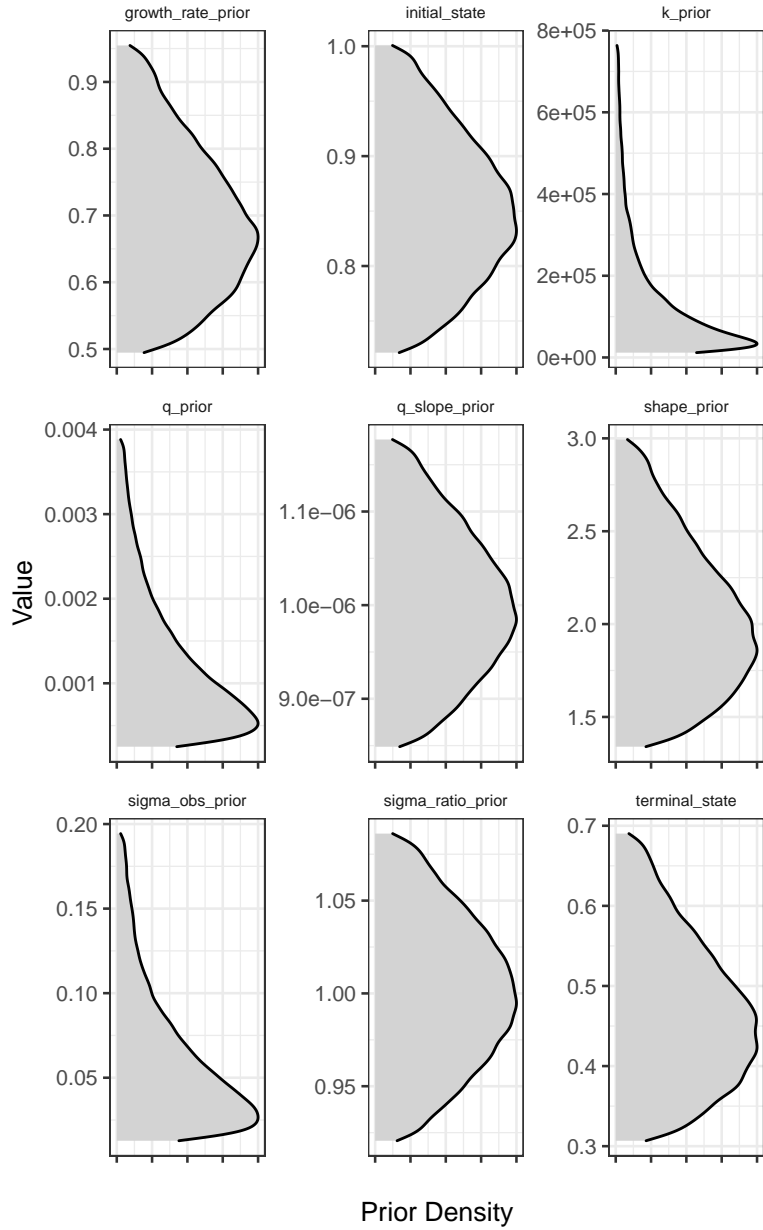 growth_rate_prior
initial_state
k_prior
0.9
0.8
0.7
0.6
0.5
1.0
0.9
0.8
8e+05
6e+05
4e+05
2e+05
0e+00
q_prior
q_slope_prior
shape_prior
0.004
0.003
0.002
0.001
1.1e−06
1.0e−06
9.0e−07
3.0
2.5
2.0
1.5
Value
sigma_obs_prior
sigma_ratio_prior
terminal_state
0.20
0.15
0.10
0.05
1.05
1.00
0.95
0.7
0.6
0.5
0.4
0.3
Prior Density